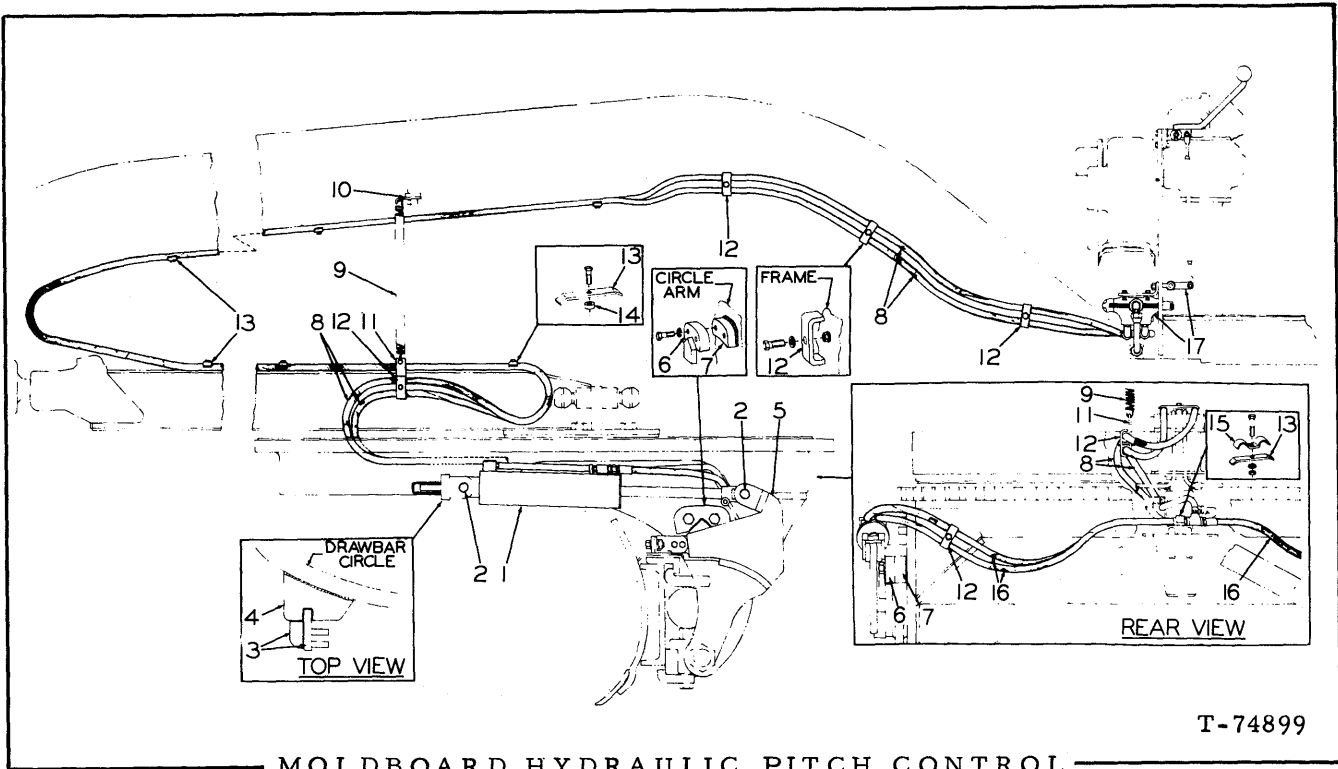 10
12
9
13
14
CIRCLE
ARM
6
7
FRAME
12
8
12
17
13
8 12 11
2
5
9
11
12
8
15
13
DRAWBAR
CIRCLE
4
3
TOP VIEW
2 1
6
7
12
16
16
REAR VIEW
T-74899
MOLDBOARD HYDRAULIC PITCH CONTROL